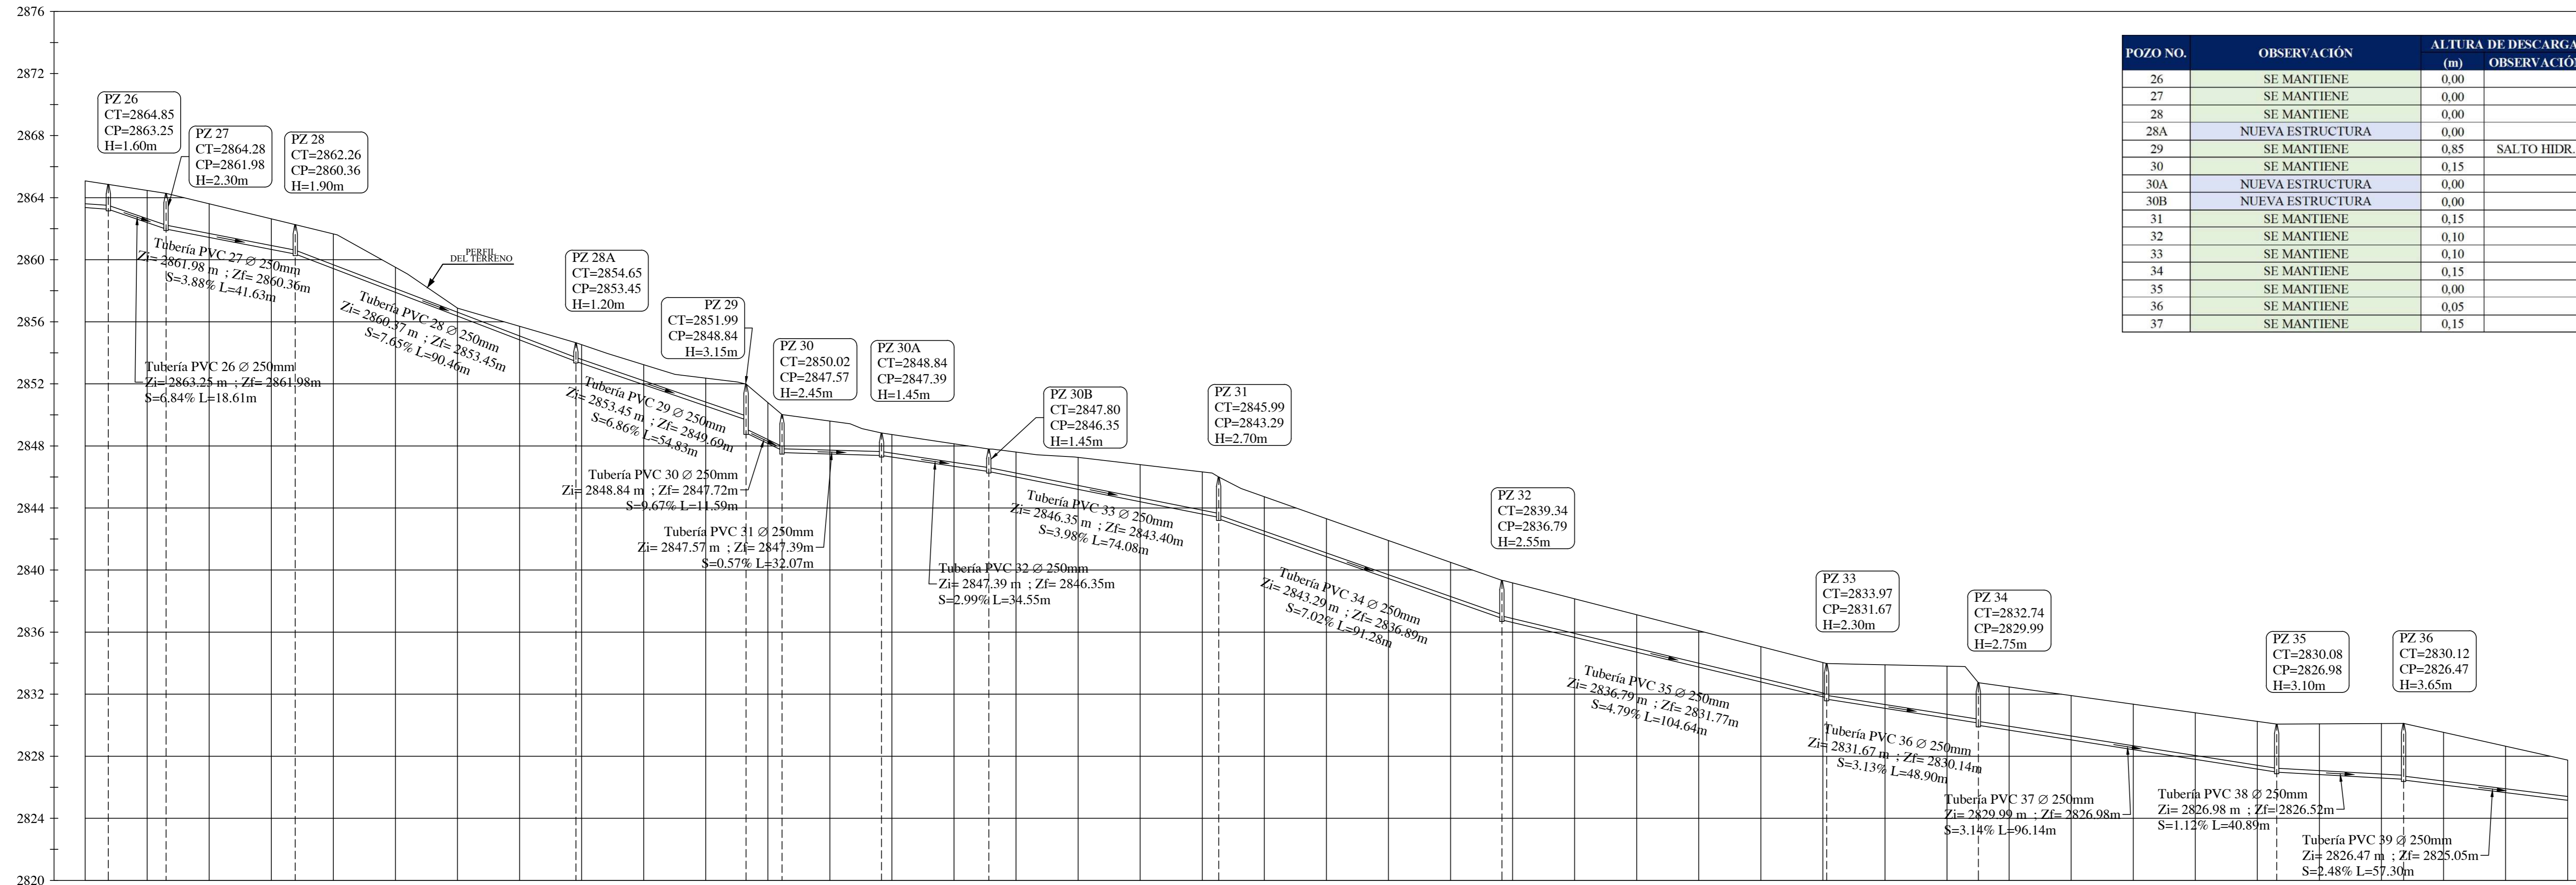 2876
2872
2868
2864
2860
2856
2852
2848
2844
2840
2836
2832
2828
2824
2820
PZ 26
CT=2864.85
CP=2863.25
H=1.60m
PZ 27
CT=2864.28
CP=2861.98
H=2.30m
PZ 28
CT=2862.26
CP=2860.36
H=1.90m
PERFIL
DEL TERRENO
PZ 28A
CT=2854.65
CP=2853.45
H=1.20m
PZ 29
CT=2851.99
CP=2848.84
H=3.15m
PZ 30
CT=2850.02
CP=2847.57
H=2.45m
PZ 30A
CT=2848.84
CP=2847.39
H=1.45m
PZ 30B
CT=2847.80
CP=2846.35
H=1.45m
PZ 31
CT=2845.99
CP=2843.29
H=2.70m
PZ 32
CT=2839.34
CP=2836.79
H=2.55m
PZ 33
CT=2833.97
CP=2831.67
H=2.30m
PZ 34
CT=2832.74
CP=2829.99
H=2.75m
PZ 35
CT=2830.08
CP=2826.98
H=3.10m
PZ 36
CT=2830.12
CP=2826.47
H=3.65m
Tubería PVC 26 ∅ 250mm
Zi= 2863.25 m ; Zf= 2861.98m
S=6.84% L=18.61m
Tubería PVC 27 ∅ 250mm
Zi= 2861.98 m ; Zf= 2860.36m
S=3.88% L=41.63m
Tubería PVC 28 ∅ 250mm
Zi= 2860.37 m ; Zf= 2853.45m
S=7.65% L=90.46m
Tubería PVC 29 ∅ 250mm
Zi= 2853.45 m ; Zf= 2849.69m
S=6.86% L=54.83m
Tubería PVC 30 ∅ 250mm
Zi= 2848.84 m ; Zf= 2847.72m
S=9.67% L=11.59m
Tubería PVC 31 ∅ 250mm
Zi= 2847.57 m ; Zf= 2847.39m
S=0.57% L=32.07m
Tubería PVC 32 ∅ 250mm
Zi= 2847.39 m ; Zf= 2846.35m
S=2.99% L=34.55m
Tubería PVC 33 ∅ 250mm
Zi= 2846.35 m ; Zf= 2843.40m
S=3.98% L=74.08m
Tubería PVC 34 ∅ 250mm
Zi= 2843.29 m ; Zf= 2836.89m
S=7.02% L=91.28m
Tubería PVC 35 ∅ 250mm
Zi= 2836.79 m ; Zf= 2831.77m
S=4.79% L=104.64m
Tubería PVC 36 ∅ 250mm
Zi= 2831.67 m ; Zf= 2830.14m
S=3.13% L=48.90m
Tubería PVC 37 ∅ 250mm
Zi= 2829.99 m ; Zf= 2826.98m
S=3.14% L=96.14m
Tubería PVC 38 ∅ 250mm
Zi= 2826.98 m ; Zf= 2826.52m
S=1.12% L=40.89m
Tubería PVC 39 ∅ 250mm
Zi= 2826.47 m ; Zf= 2825.05m
S=2.48% L=57.30m
POZO NO. OBSERVACIÓN ALTURA DE DESCARGA
(m) OBSERVACIÓN
26 SE MANTIENE 0,00
27 SE MANTIENE 0,00
28 SE MANTIENE 0,00
28A NUEVA ESTRUCTURA 0,00
29 SE MANTIENE 0,85 SALTO HIDR.
30 SE MANTIENE 0,15
30A NUEVA ESTRUCTURA 0,00
30B NUEVA ESTRUCTURA 0,00
31 SE MANTIENE 0,15
32 SE MANTIENE 0,10
33 SE MANTIENE 0,10
34 SE MANTIENE 0,15
35 SE MANTIENE 0,00
36 SE MANTIENE 0,05
37 SE MANTIENE 0,15